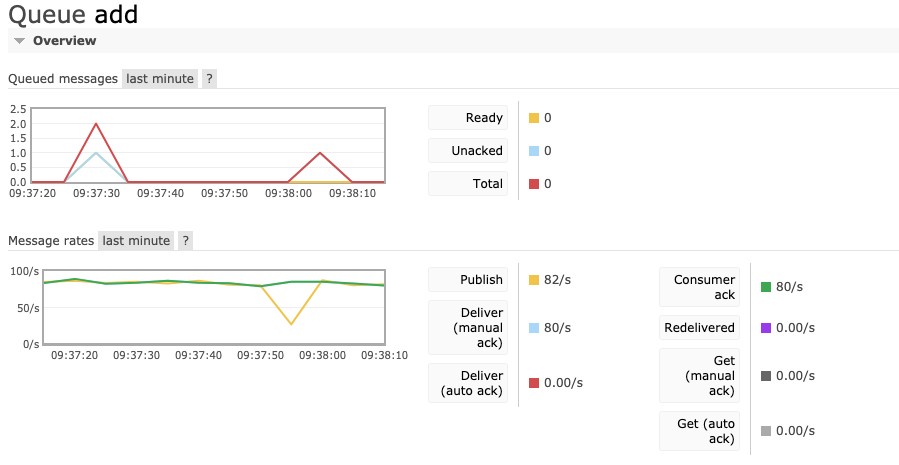 Queue add
Overview
Queued messages last minute ?
2.5
2.0
1.5
1.0
0.5
0.0
09:37:20 09:37:30 09:37:40 09:37:50 09:38:00 09:38:10
Ready 0
Unacked 0
Total 0
Message rates last minute ?
100/s
50/s
0/s
09:37:20 09:37:30 09:37:40 09:37:50 09:38:00 09:38:10
Publish 82/s
Deliver
(manual
ack)
80/s
Deliver
(auto ack)
0.00/s
Consumer
ack
80/s
Redelivered 0.00/s
Get
(manual
ack)
0.00/s
Get (auto
ack)
0.00/s